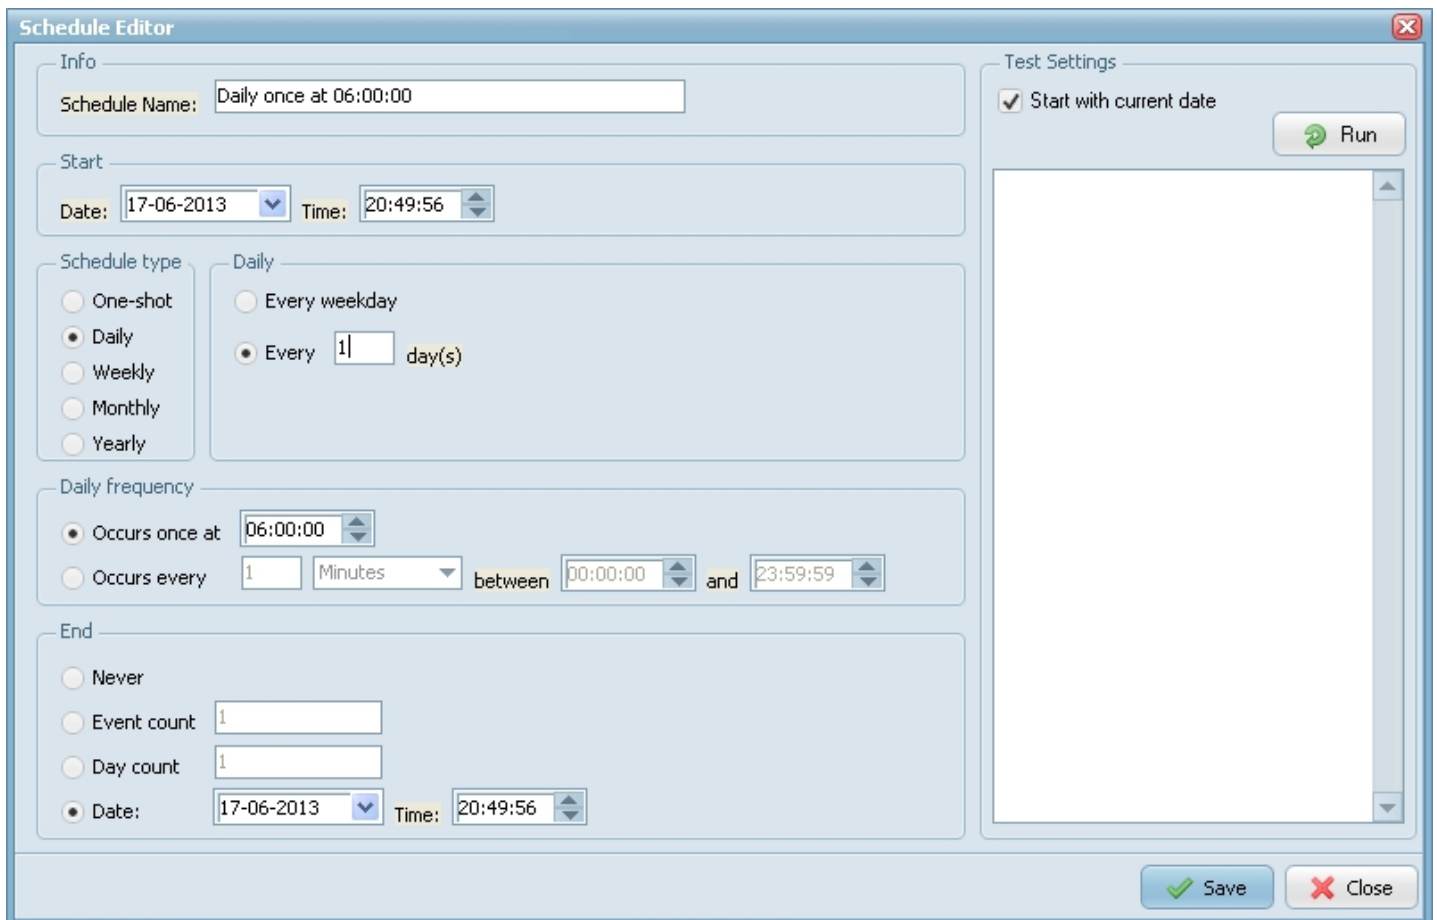 Schedule Editor
Info
Schedule Name: Daily once at 06:00:00
Start
Date: 17-06-2013 Time: 20:49:56
Schedule type
One-shot
Daily
Weekly
Monthly
Yearly
Daily
Every weekday
Every 1 day(s)
Daily frequency
Occurs once at 06:00:00
Occurs every 1 Minutes between 00:00:00 and 23:59:59
End
Never
Event count 1
Day count 1
Date: 17-06-2013 Time: 20:49:56
Test Settings
Start with current date
Run
Save Close